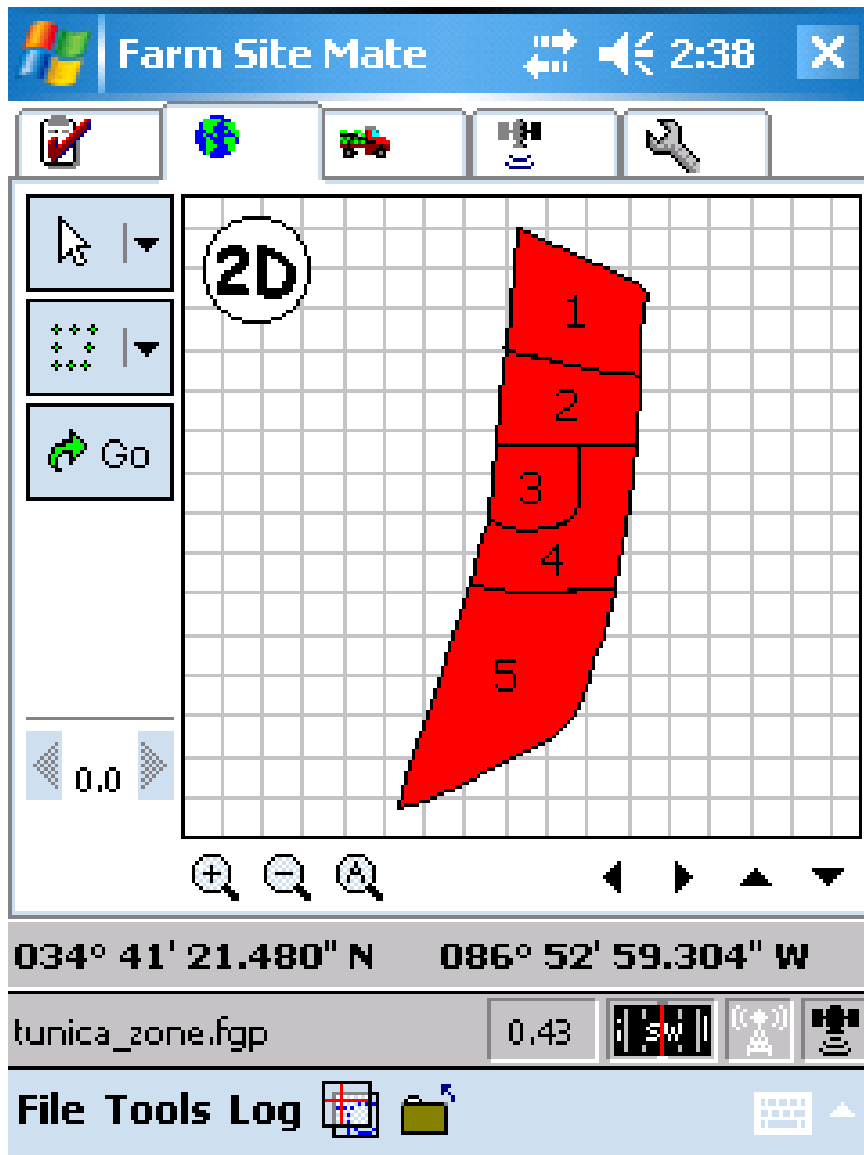 Farm Site Mate 2:38
2D
1
2
Go
3
4
5
0.0
A
034° 41' 21.480" N 086° 52' 59.304" W
tunica_zone.fgp 0.43 SW
File Tools Log